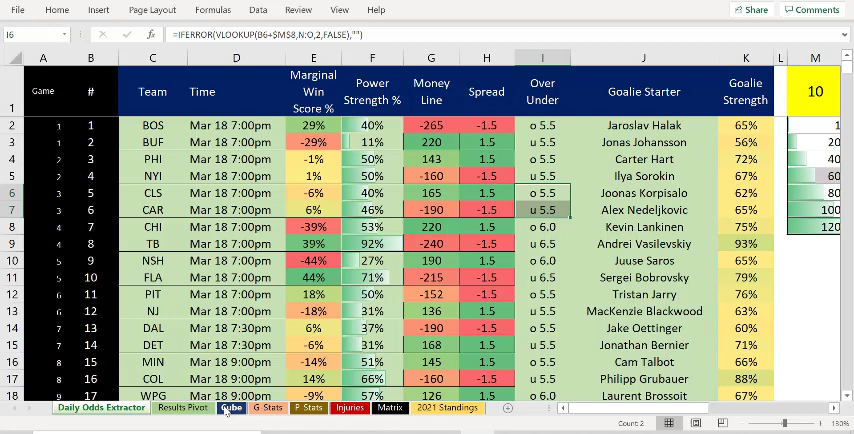 File Home Insert Page Layout Formulas Data Review View Help Share Comments
I6 fx =IFERROR(VLOOKUP(B6+$M$8,N:O,2,FALSE),"")
A B C D E F G H I J K L M
1 Game # Team Time Marginal Win Score % Power Strength % Money Line Spread Over Under Goalie Starter Goalie Strength 10
2 1 1 BOS Mar 18 7:00pm 29% 40% -265 -1.5 o 5.5 Jaroslav Halak 65% 1
3 1 2 BUF Mar 18 7:00pm -29% 11% 220 1.5 u 5.5 Jonas Johansson 56% 20
4 2 3 PHI Mar 18 7:00pm -1% 50% 143 1.5 o 5.5 Carter Hart 72% 40
5 2 4 NYI Mar 18 7:00pm 1% 50% -160 -1.5 u 5.5 Ilya Sorokin 67% 60
6 3 5 CLS Mar 18 7:00pm -6% 40% 165 1.5 o 5.5 Joonas Korpisalo 62% 80
7 3 6 CAR Mar 18 7:00pm 6% 46% -190 -1.5 u 5.5 Alex Nedeljkovic 65% 100
8 4 7 CHI Mar 18 7:00pm -39% 53% 220 1.5 o 6.0 Kevin Lankinen 75% 120
9 4 8 TB Mar 18 7:00pm 39% 92% -240 -1.5 u 6.5 Andrei Vasilevskiy 93%
10 5 9 NSH Mar 18 7:00pm -44% 27% 190 1.5 o 5.5 Juuse Saros 65%
11 5 10 FLA Mar 18 7:00pm 44% 71% -215 -1.5 u 6.5 Sergei Bobrovsky 79%
12 6 11 PIT Mar 18 7:00pm 18% 50% -152 -1.5 o 5.5 Tristan Jarry 76%
13 6 12 NJ Mar 18 7:00pm -18% 31% 136 1.5 u 5.5 MacKenzie Blackwood 63%
14 7 13 DAL Mar 18 7:30pm 6% 37% -190 -1.5 o 5.5 Jake Oettinger 60%
15 7 14 DET Mar 18 7:30pm -6% 31% 168 1.5 u 5.5 Jonathan Bernier 71%
16 8 15 MIN Mar 18 9:00pm -14% 51% 145 1.5 o 5.5 Cam Talbot 66%
17 8 16 COL Mar 18 9:00pm 14% 66% -160 -1.5 u 5.5 Philipp Grubauer 88%
18 9 17 WPG Mar 18 9:00pm -9% 57% 126 1.5 o 6.0 Laurent Brossoit 67%
Daily Odds Extractor Results Pivot Cube G-Stats P-Stats Injuries Matrix 2021 Standings
Count 2 130%